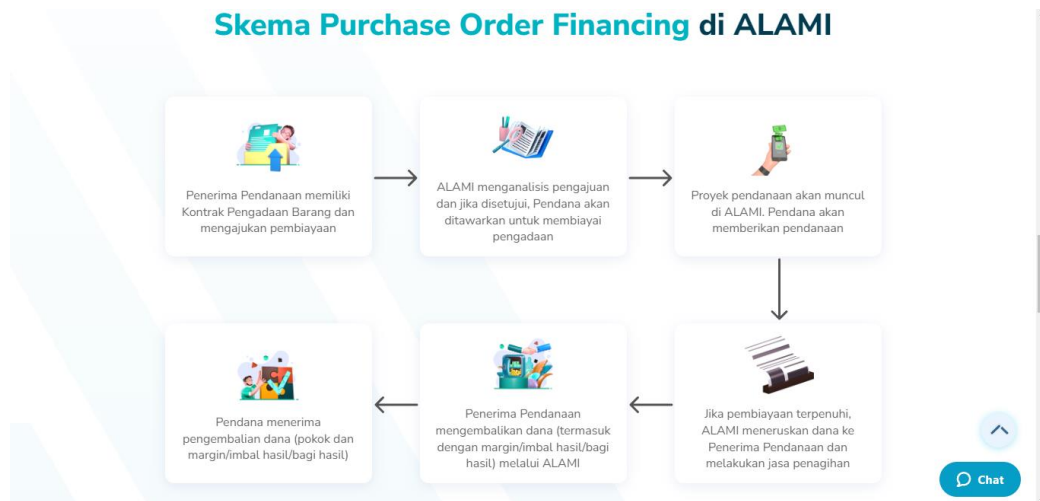 Skema Purchase Order Financing di ALAMI
Penerima Pendanaan memiliki
Kontrak Pengadaan Barang dan
mengajukan pembiayaan
ALAMI menganalisis pengajuan
dan jika disetujui, Pendana akan
ditawarkan untuk membiayai
pengadaan
Proyek pendanaan akan muncul
di ALAMI. Pendana akan
memberikan pendanaan
Jika pembiayaan terpenuhi,
ALAMI meneruskan dana ke
Penerima Pendanaan dan
melakukan jasa penagihan
Penerima Pendanaan
mengembalikan dana (termasuk
dengan margin/imbal hasil/bagi
hasil) melalui ALAMI
Pendana menerima
pengembalian dana (pokok dan
margin/imbal hasil/bagi hasil)
Chat